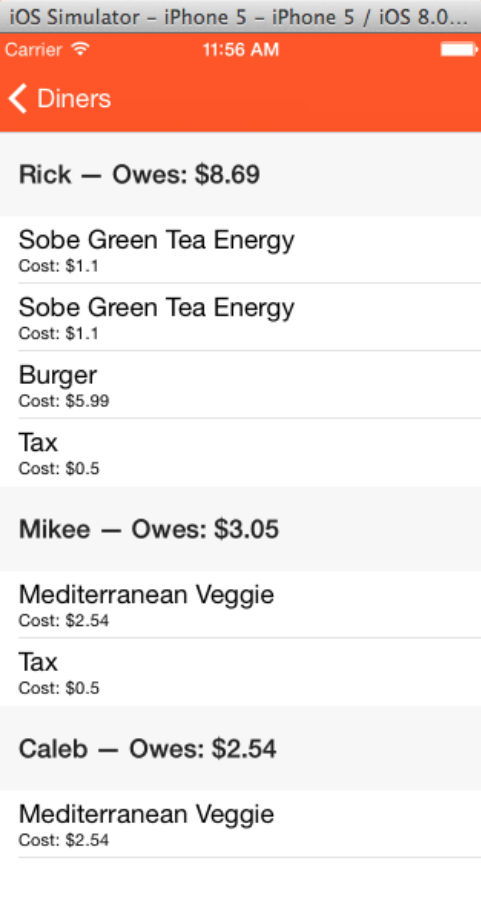 iOS Simulator – iPhone 5 – iPhone 5 / iOS 8.0...
Carrier 11:56 AM
Diners
Rick — Owes: $8.69
Sobe Green Tea Energy
Cost: $1.1
Sobe Green Tea Energy
Cost: $1.1
Burger
Cost: $5.99
Tax
Cost: $0.5
Mikee — Owes: $3.05
Mediterranean Veggie
Cost: $2.54
Tax
Cost: $0.5
Caleb — Owes: $2.54
Mediterranean Veggie
Cost: $2.54